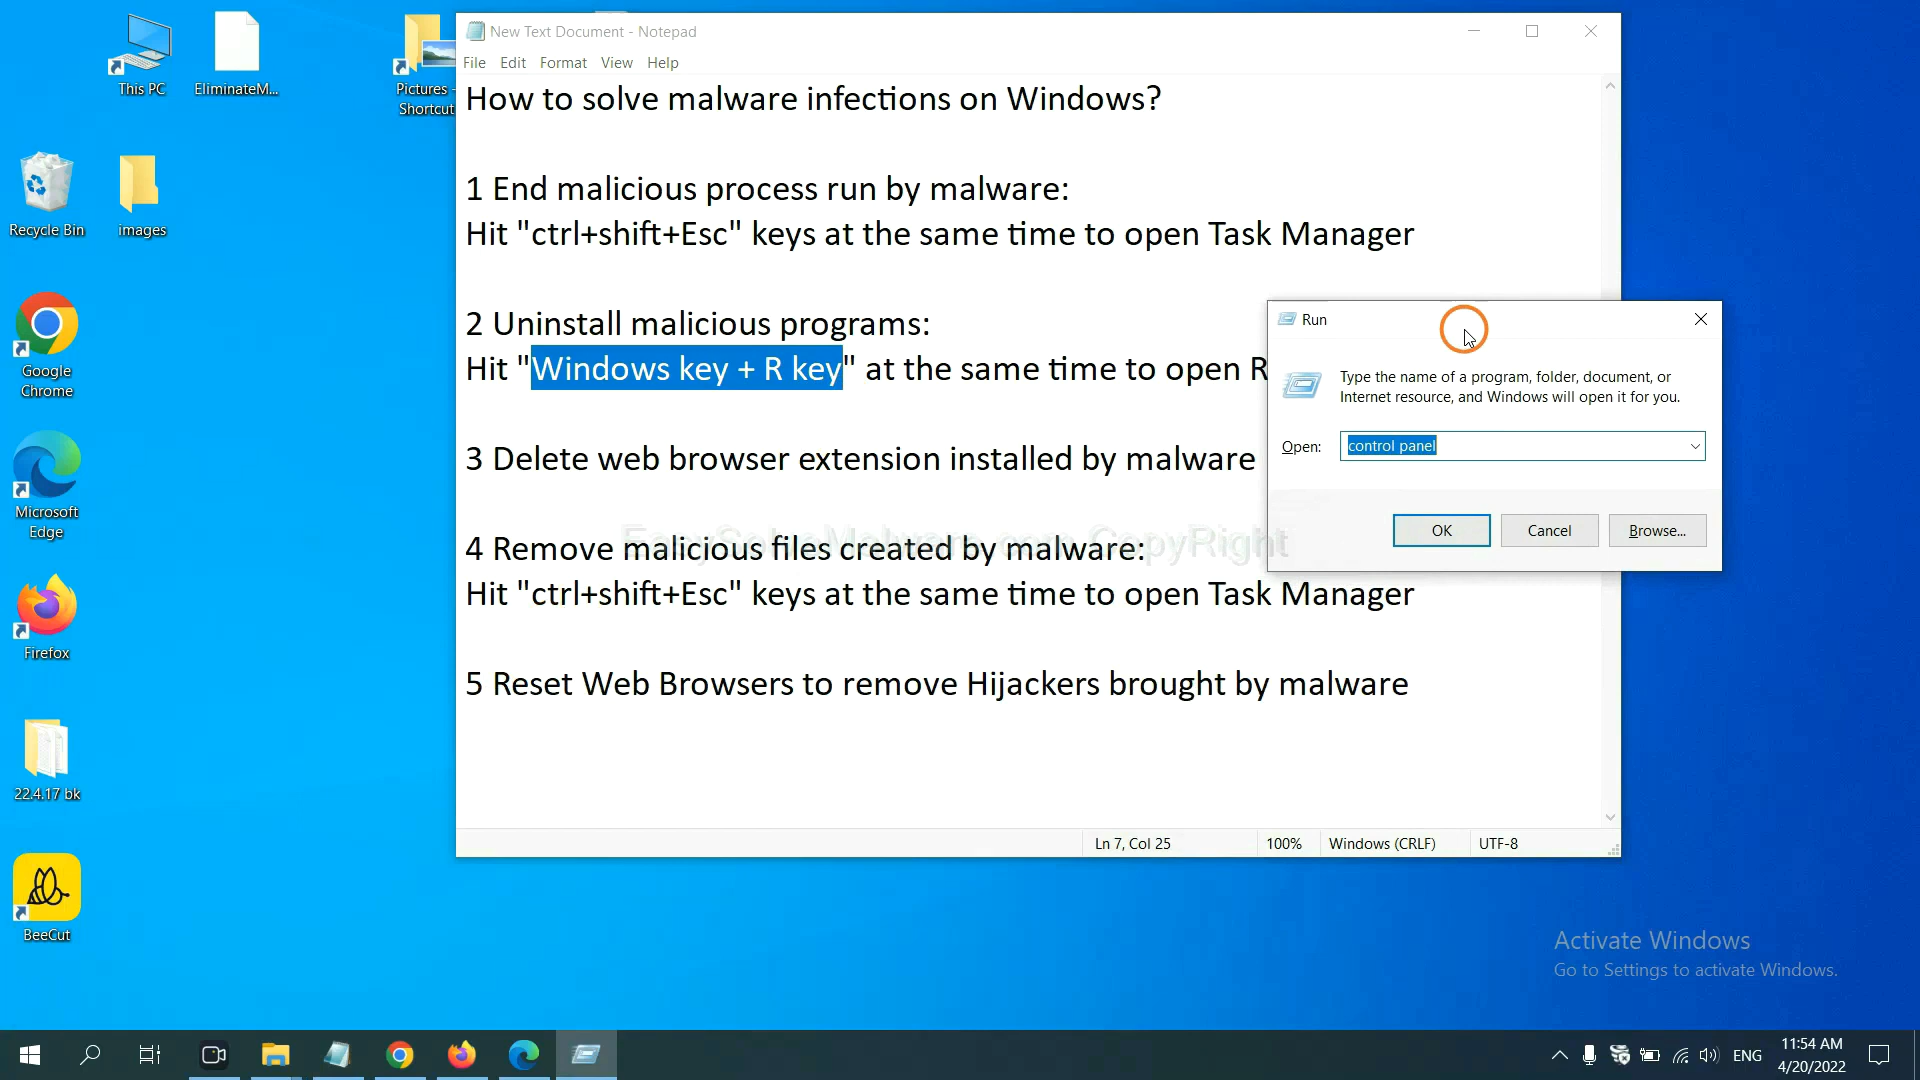 This PC
EliminateM...
Pictures -
Shortcut
Recycle Bin
images
Google
Chrome
Microsoft
Edge
Firefox
22.4.17 bk
BeeCut
New Text Document - Notepad
File Edit Format View Help
How to solve malware infections on Windows?
1 End malicious process run by malware:
Hit "ctrl+shift+Esc" keys at the same time to open Task Manager
2 Uninstall malicious programs:
Hit "Windows key + R key" at the same time to open R
3 Delete web browser extension installed by malware
4 Remove malicious files created by malware:
Hit "ctrl+shift+Esc" keys at the same time to open Task Manager
5 Reset Web Browsers to remove Hijackers brought by malware
EasySolveMalware.com CopyRight
Ln 7, Col 25 100% Windows (CRLF) UTF-8
Run
Type the name of a program, folder, document, or
Internet resource, and Windows will open it for you.
Open: control panel
OK Cancel Browse...
Activate Windows
Go to Settings to activate Windows.
ENG
11:54 AM
4/20/2022